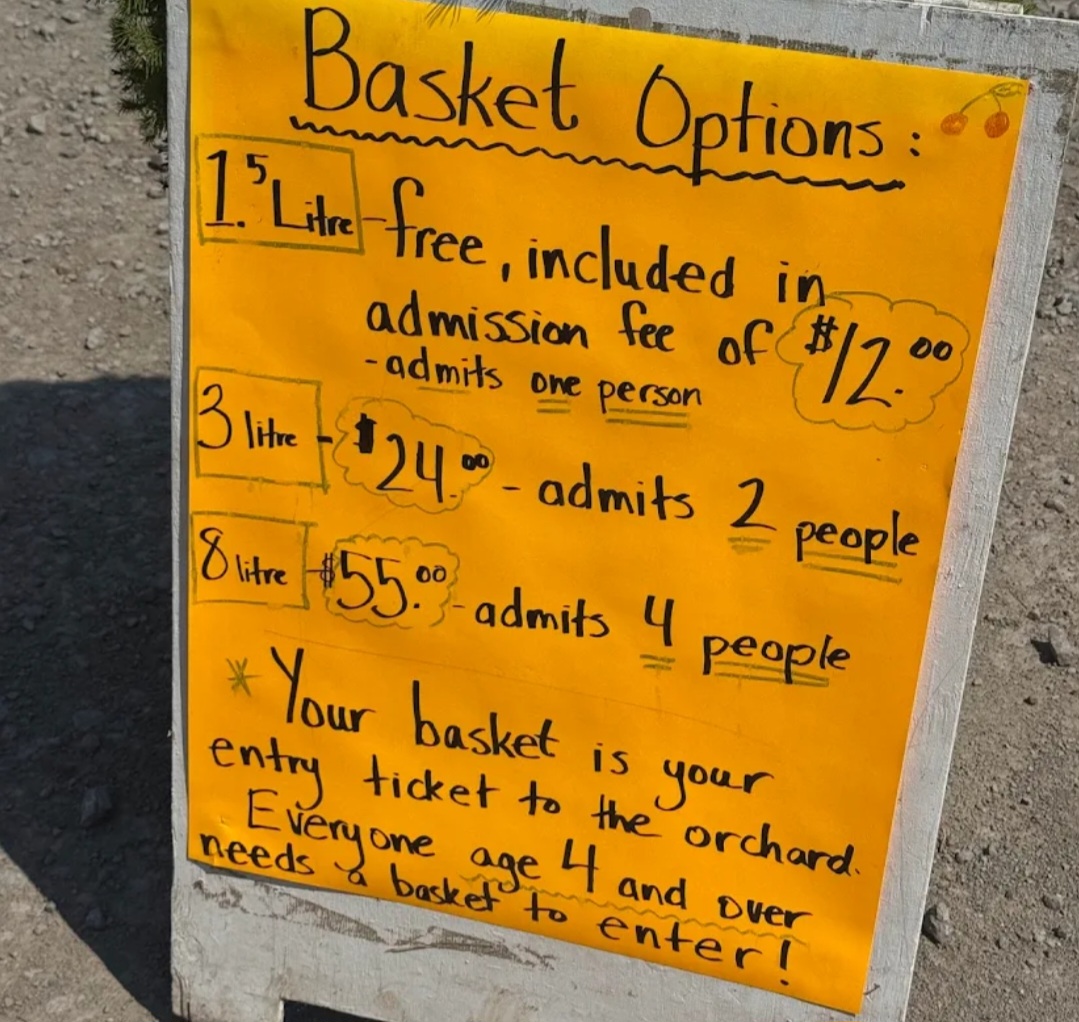 Basket Options:
1.5 Litre - free, included in
admission fee of $12.00
- admits one person
3 litre - $24.00 - admits 2 people
8 litre - $55.00 - admits 4 people
* Your basket is your
entry ticket to the orchard.
Everyone age 4 and over
needs a basket to enter!